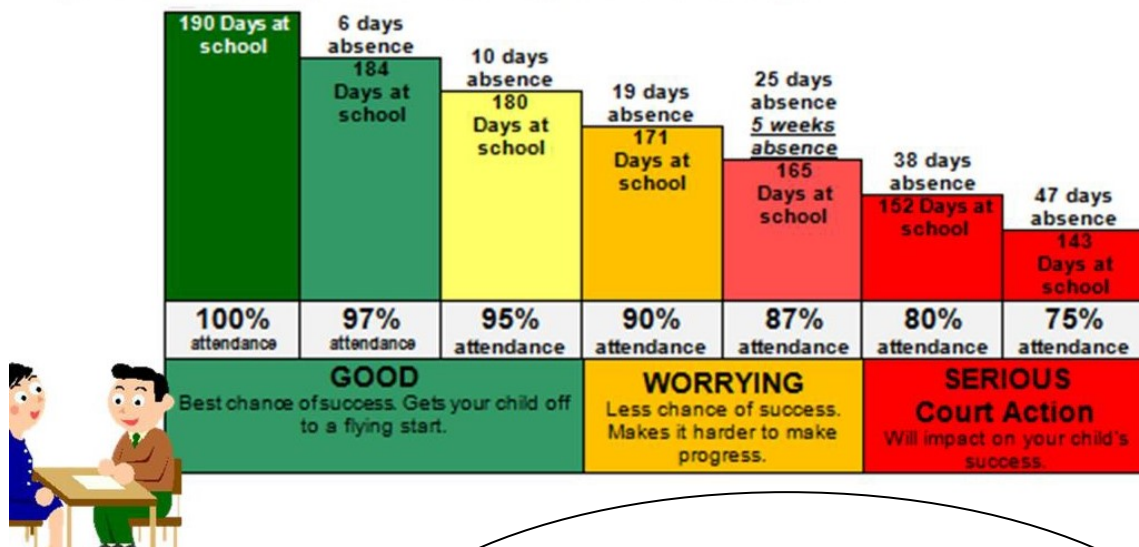 190 Days at
school
6 days
absence
184
Days at
school
10 days
absence
180
Days at
school
19 days
absence
171
Days at
school
25 days
absence
5 weeks
absence
165
Days at
school
38 days
absence
152 Days at
school
47 days
absence
143
Days at
school
100%
attendance
97%
attendance
95%
attendance
90%
attendance
87%
attendance
80%
attendance
75%
attendance
GOOD
Best chance of success. Gets your child off
to a flying start.
WORRYING
Less chance of success.
Makes it harder to make
progress.
SERIOUS
Court Action
Will impact on your child's
success.